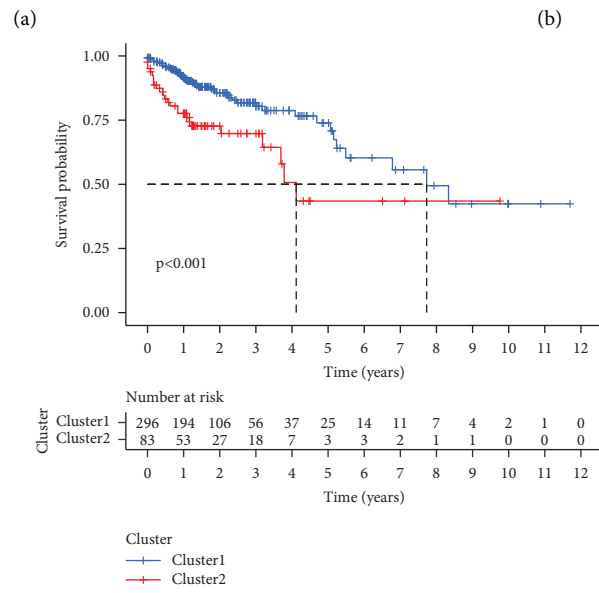 (a) (b)
1.00
0.75
0.50
0.25
0.00
Survival probability
p<0.001
0 1 2 3 4 5 6 7 8 9 10 11 12
Time (years)
Number at risk
Cluster
Cluster1 296 194 106 56 37 25 14 11 7 4 2 1 0
Cluster2 83 53 27 18 7 3 3 2 1 1 0 0 0
0 1 2 3 4 5 6 7 8 9 10 11 12
Time (years)
Cluster
Cluster1
Cluster2